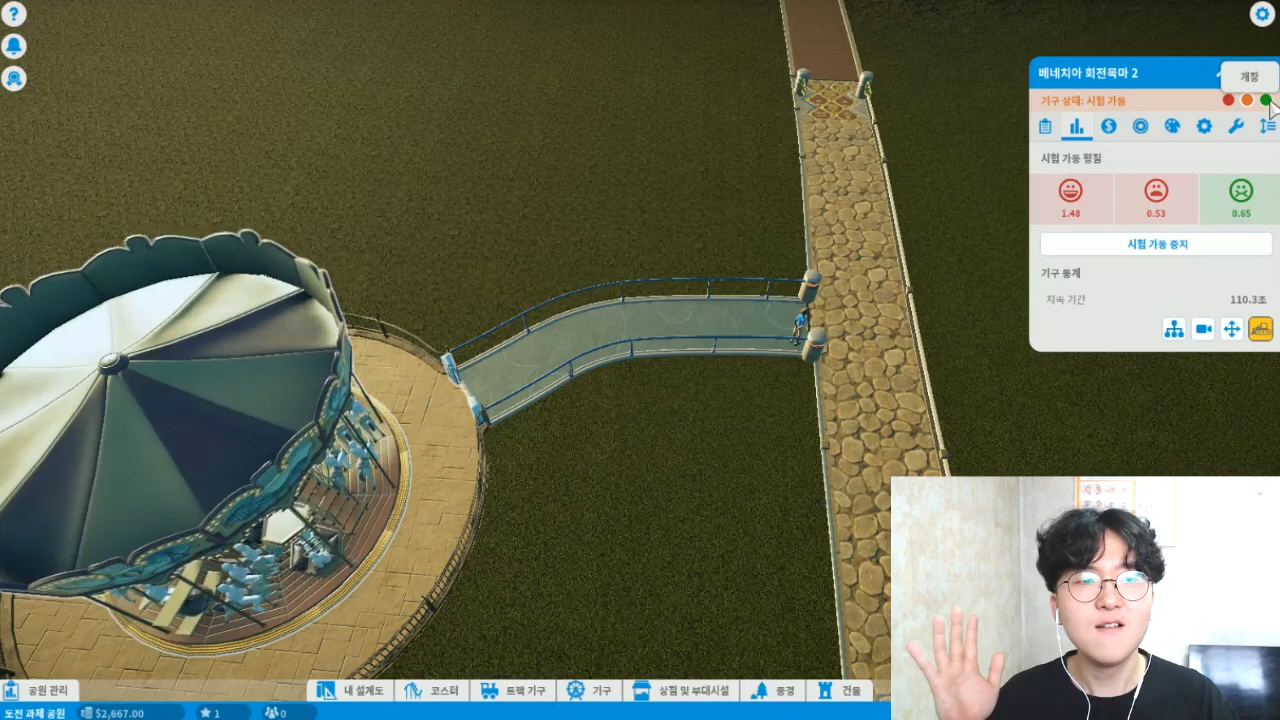 ?
베네치아 회전목마 2
개장
기구 상태: 시험 가동
시험 가동 평점
1.48
0.53
0.65
시험 가동 중지
기구 통계
지속 기간
110.3초
공원 관리
내 설계도
코스터
트랙 기구
기구
상점 및 부대시설
풍경
건물
도전 과제 공원
$2,667.00
1
0